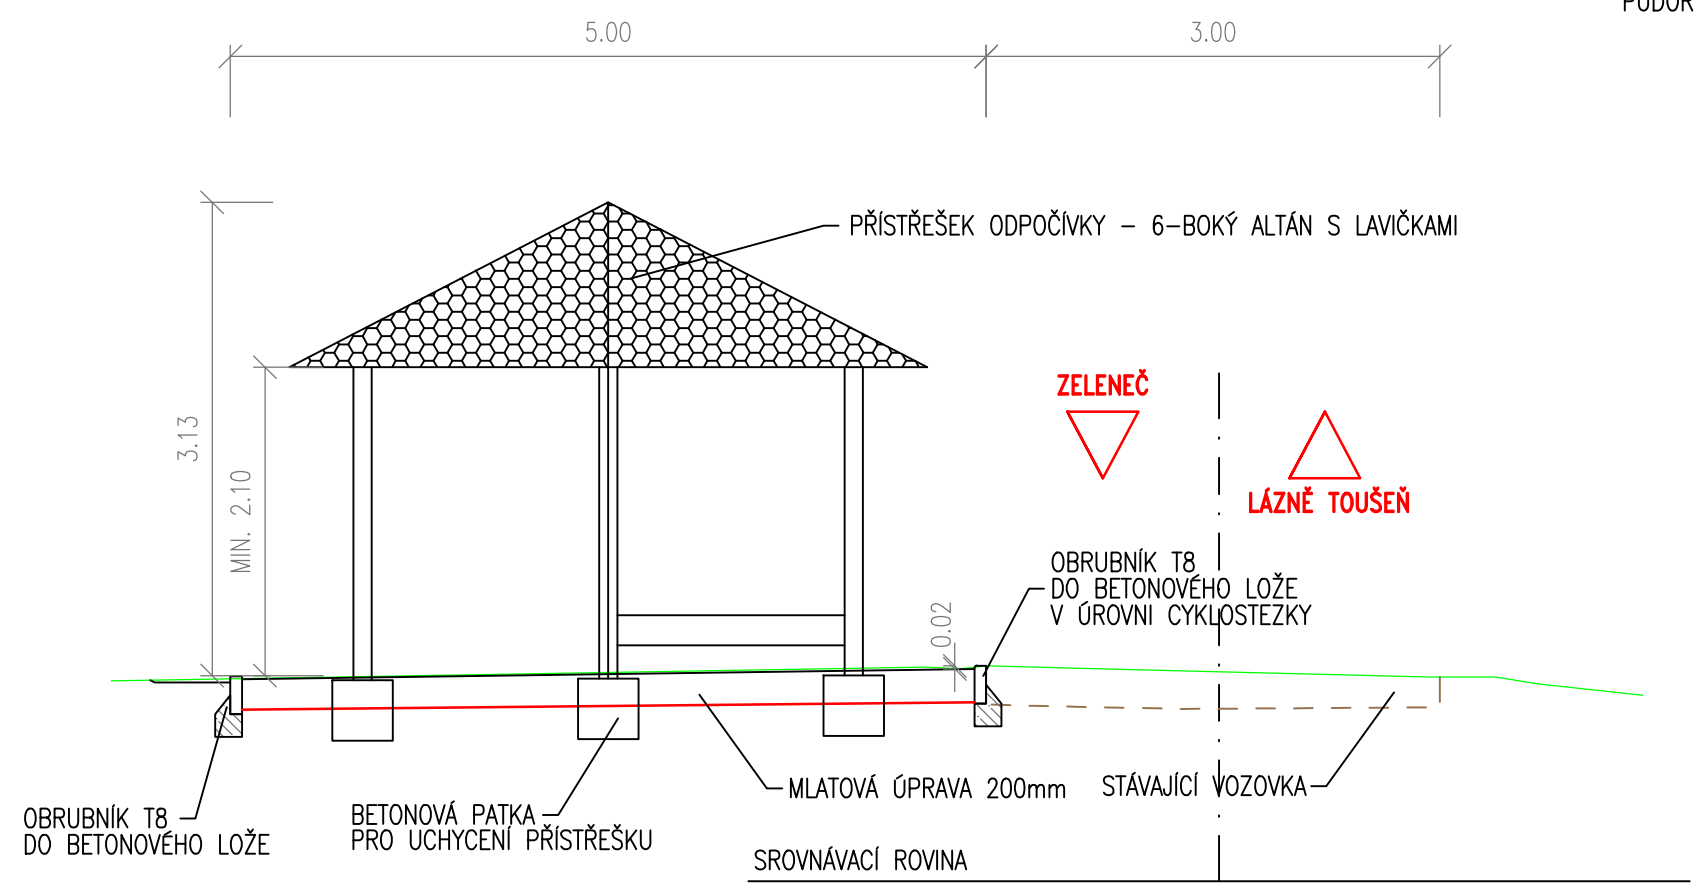 PŮDOR
5.00
3.00
PŘÍSTŘEŠEK ODPOČÍVKY – 6–BOKÝ ALTÁN S LAVIČKAMI
3.13
MIN. 2.10
ZELENEČ
LÁZNĚ TOUŠEŇ
0.02
OBRUBNÍK T8
DO BETONOVÉHO LOŽE
V ÚROVNI CYKLOSTEZKY
MLATOVÁ ÚPRAVA 200mm
STÁVAJÍCÍ VOZOVKA
OBRUBNÍK T8
DO BETONOVÉHO LOŽE
BETONOVÁ PATKA
PRO UCHYCENÍ PŘÍSTŘEŠKU
SROVNÁVACÍ ROVINA